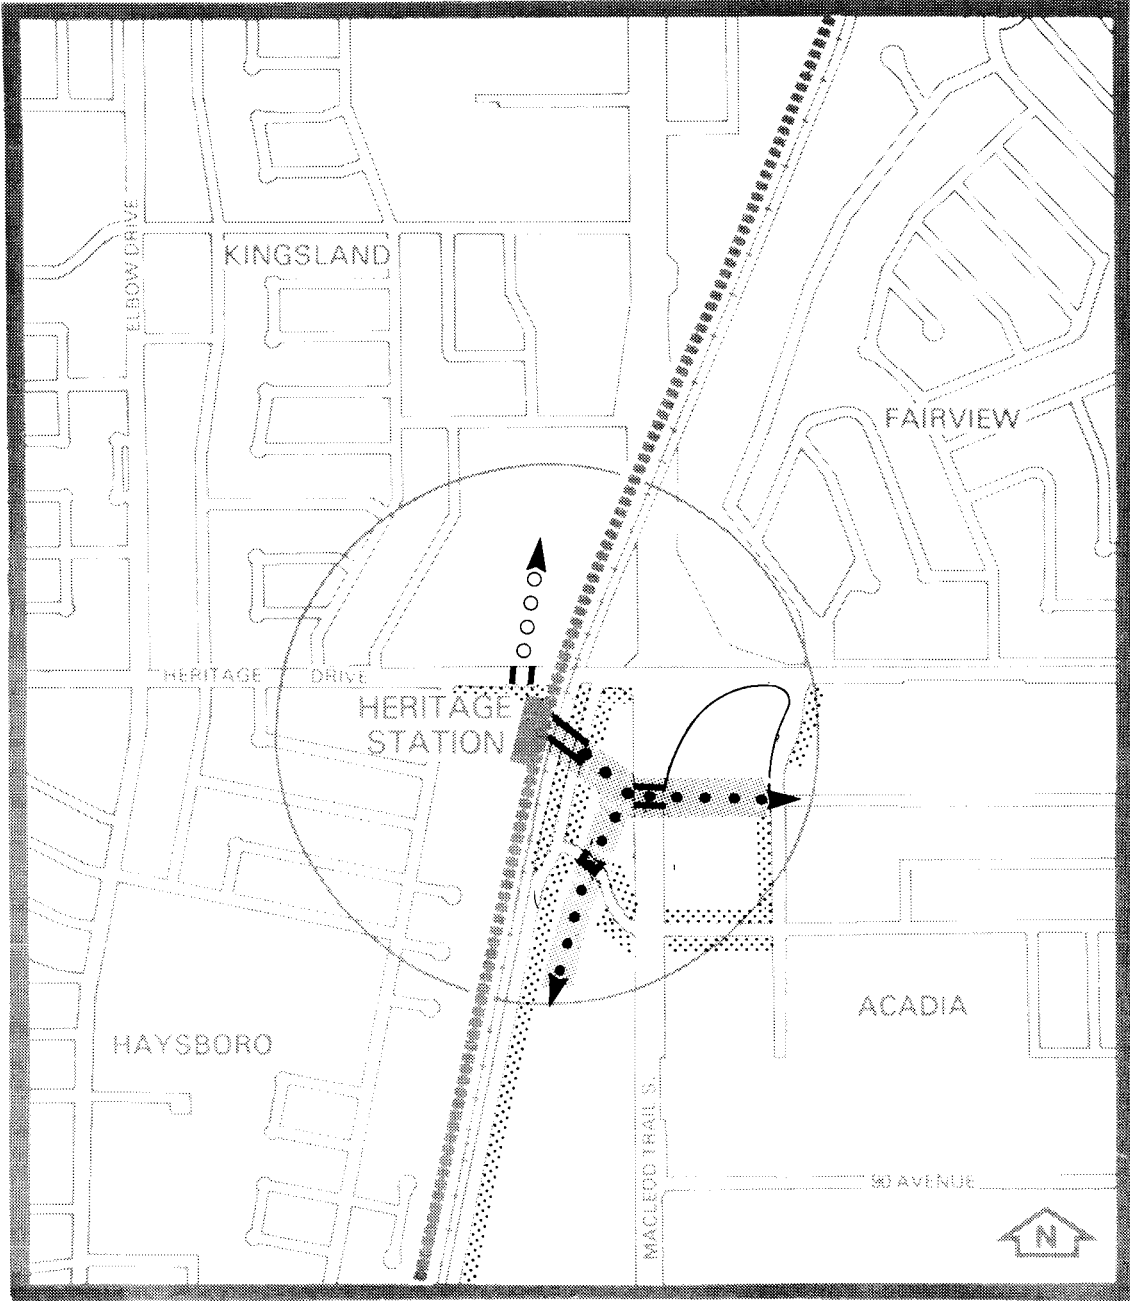 ELBOW DRIVE
KINGSLAND
FAIRVIEW
HERITAGE DRIVE
HERITAGE
STATION
ACADIA
HAYSBORO
MACLEOD TRAIL S.
90 AVENUE
N